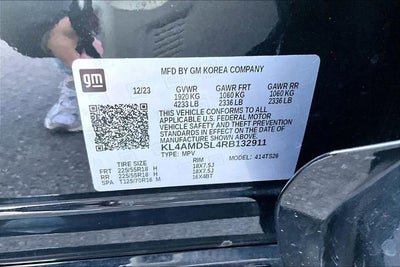 gm
MFD BY GM KOREA COMPANY
12/23 GVWR GAWR FRT GAWR RR
1920 KG 1060 KG 1060 KG
4233 LB 2336 LB 2336 LB
THIS VEHICLE CONFORMS TO ALL
APPLICABLE U.S. FEDERAL MOTOR
VEHICLE SAFETY AND THEFT PREVENTION
STANDARDS IN EFFECT ON THE DATE OF
MANUFACTURE SHOWN ABOVE.
KL4AMDSL4RB132911
TYPE: MPV MODEL: 414TS26
RIM
FRT 225/55R18 H 18X7.5J
RR 225/55R18 H 18X7.5J
SPA T125/70R16 M 16X4BT